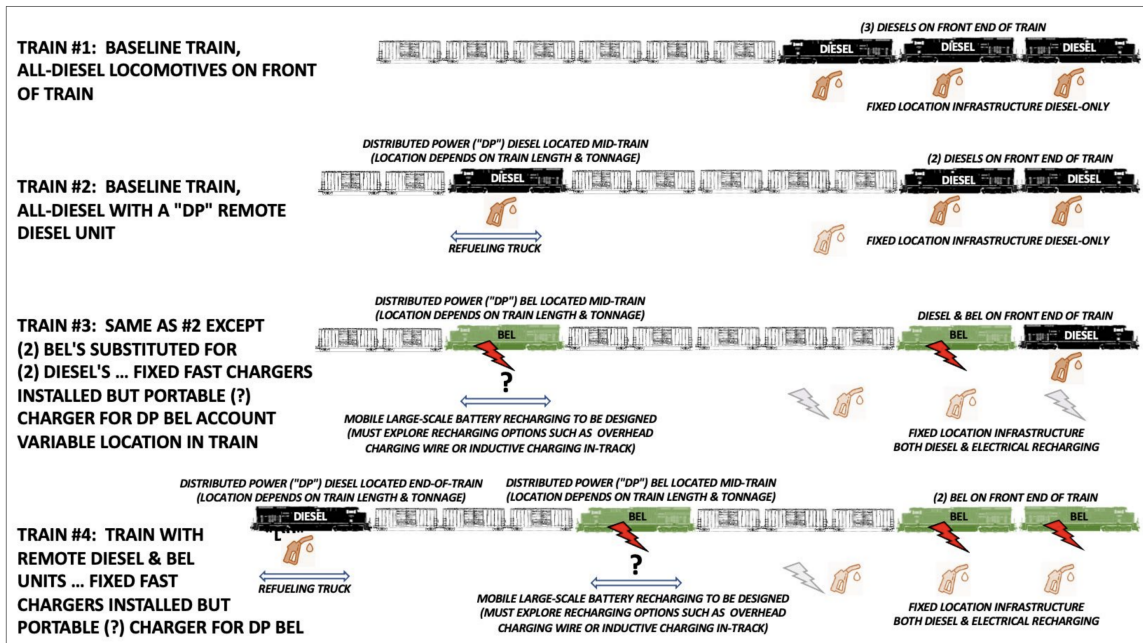 TRAIN #1: BASELINE TRAIN,
ALL-DIESEL LOCOMOTIVES ON FRONT
OF TRAIN
(3) DIESELS ON FRONT END OF TRAIN
DIESEL
DIESEL
DIESEL
FIXED LOCATION INFRASTRUCTURE DIESEL-ONLY
TRAIN #2: BASELINE TRAIN,
ALL-DIESEL WITH A "DP" REMOTE
DIESEL UNIT
DISTRIBUTED POWER ("DP") DIESEL LOCATED MID-TRAIN
(LOCATION DEPENDS ON TRAIN LENGTH & TONNAGE)
(2) DIESELS ON FRONT END OF TRAIN
DIESEL
DIESEL
DIESEL
REFUELING TRUCK
FIXED LOCATION INFRASTRUCTURE DIESEL-ONLY
TRAIN #3: SAME AS #2 EXCEPT
(2) BEL'S SUBSTITUTED FOR
(2) DIESEL'S ... FIXED FAST CHARGERS
INSTALLED BUT PORTABLE (?)
CHARGER FOR DP BEL ACCOUNT
VARIABLE LOCATION IN TRAIN
DISTRIBUTED POWER ("DP") BEL LOCATED MID-TRAIN
(LOCATION DEPENDS ON TRAIN LENGTH & TONNAGE)
DIESEL & BEL ON FRONT END OF TRAIN
BEL
BEL
DIESEL
?
MOBILE LARGE-SCALE BATTERY RECHARGING TO BE DESIGNED
(MUST EXPLORE RECHARGING OPTIONS SUCH AS OVERHEAD
CHARGING WIRE OR INDUCTIVE CHARGING IN-TRACK)
FIXED LOCATION INFRASTRUCTURE
BOTH DIESEL & ELECTRICAL RECHARGING
TRAIN #4: TRAIN WITH
REMOTE DIESEL & BEL
UNITS ... FIXED FAST
CHARGERS INSTALLED BUT
PORTABLE (?) CHARGER FOR DP BEL
DISTRIBUTED POWER ("DP") DIESEL LOCATED END-OF-TRAIN
(LOCATION DEPENDS ON TRAIN LENGTH & TONNAGE)
DISTRIBUTED POWER ("DP") BEL LOCATED MID-TRAIN
(LOCATION DEPENDS ON TRAIN LENGTH & TONNAGE)
(2) BEL ON FRONT END OF TRAIN
DIESEL
BEL
BEL
BEL
REFUELING TRUCK
?
MOBILE LARGE-SCALE BATTERY RECHARGING TO BE DESIGNED
(MUST EXPLORE RECHARGING OPTIONS SUCH AS OVERHEAD
CHARGING WIRE OR INDUCTIVE CHARGING IN-TRACK)
FIXED LOCATION INFRASTRUCTURE
BOTH DIESEL & ELECTRICAL RECHARGING